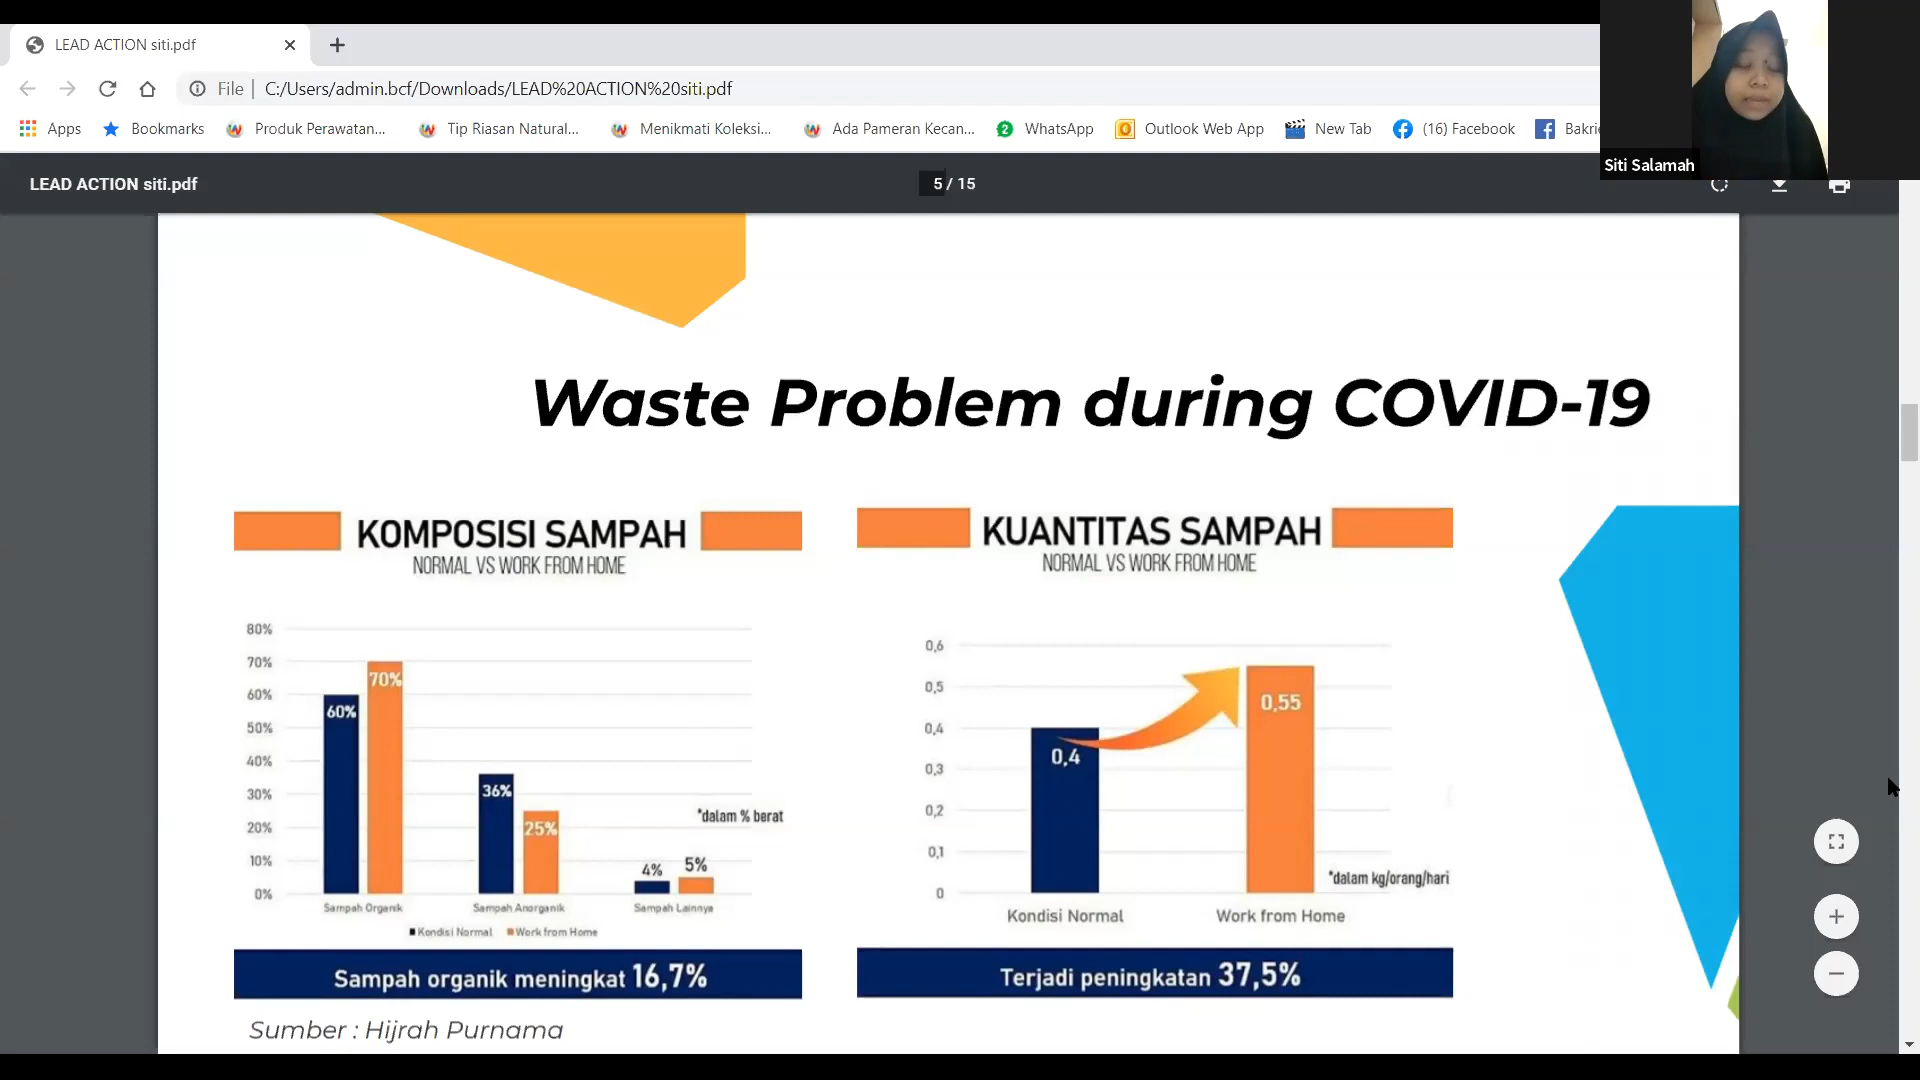 LEAD ACTION siti.pdf
File
C:/Users/admin.bcf/Downloads/LEAD%20ACTION%20siti.pdf
Apps
Bookmarks
Produk Perawatan...
Tip Riasan Natural...
Menikmati Koleksi...
Ada Pameran Kecan...
2
WhatsApp
Outlook Web App
New Tab
(16) Facebook
Bakri
Siti Salamah
LEAD ACTION siti.pdf
5 / 15
Waste Problem during COVID-19
KOMPOSISI SAMPAH
NORMAL VS WORK FROM HOME
80%
70%
60%
50%
40%
30%
20%
10%
0%
60%
70%
36%
25%
4%
5%
*dalam % berat
Sampah Organik
Sampah Anorganik
Sampah Lainnya
Kondisi Normal
Work from Home
Sampah organik meningkat 16,7%
Sumber : Hijrah Purnama
KUANTITAS SAMPAH
NORMAL VS WORK FROM HOME
0,6
0,5
0,4
0,3
0,2
0,1
0
0,4
0,55
*dalam kg/orang/hari
Kondisi Normal
Work from Home
Terjadi peningkatan 37,5%